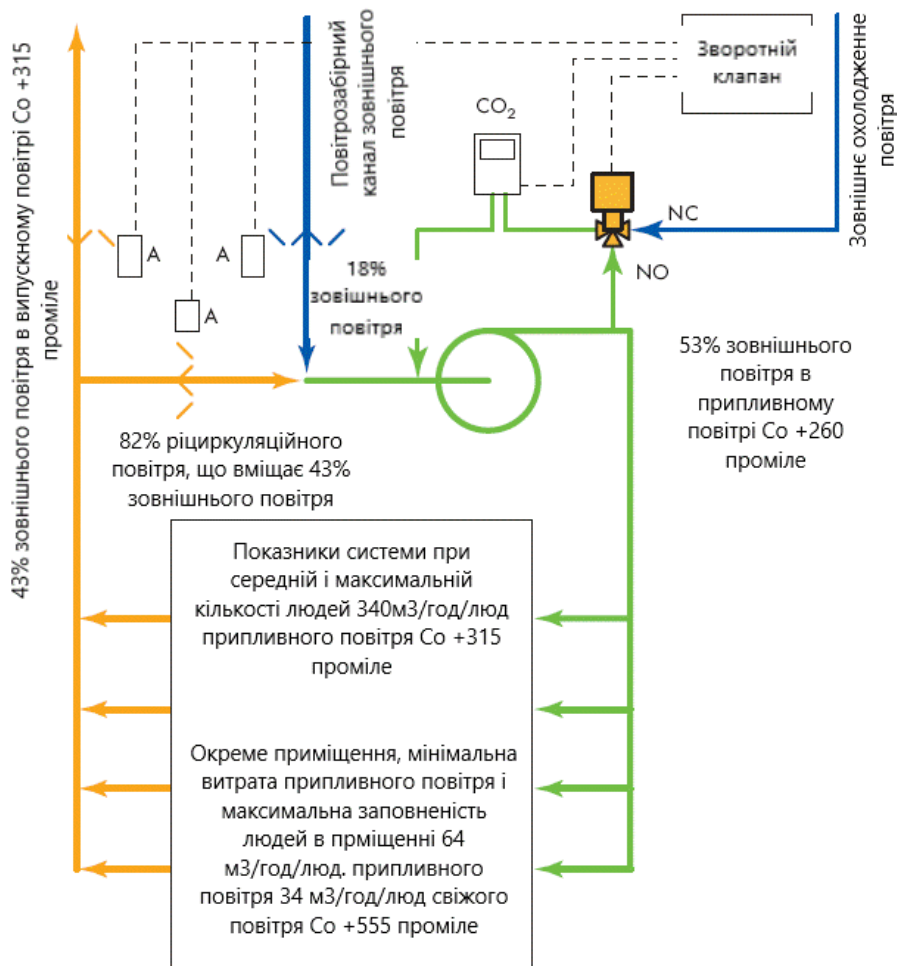 43% зовнішнього повітря в випускному повітрі Co +315
проміле
Повітрозабірний
канал зовнішнього
повітря
CO₂
Зворотній
клапан
Зовнішнє охолодження
повітря
NC
NO
A
A
A
18%
зовішнього
повітря
53% зовнішнього
повітря в
припливному
повітрі Co +260
проміле
82% ріциркуляційного
повітря, що вміщає 43%
зовнішнього повітря
Показники системи при
середній і максимальній
кількості людей 340м3/год/люд
припливного повітря Co +315
проміле
Окреме приміщення, мінімальна
витрата припливного повітря і
максимальна заповненість
людей в прміщенні 64
м3/год/люд. припливного
повітря 34 м3/год/люд свіжого
повітря Co +555 проміле